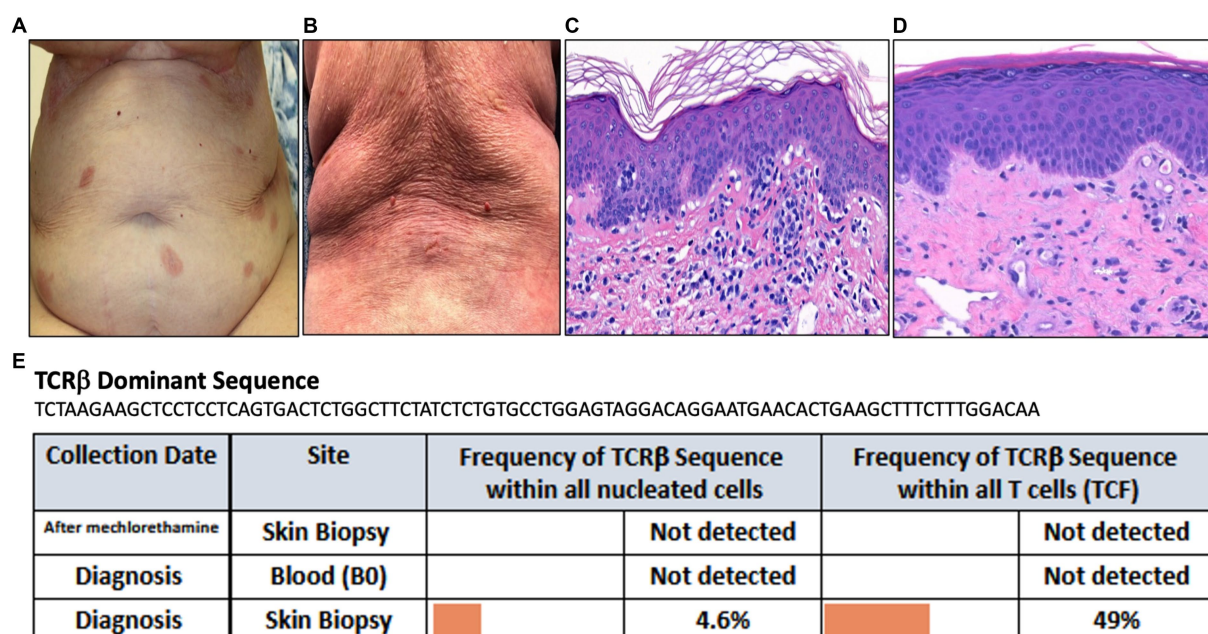 A B C D
E
TCRβ Dominant Sequence
TCTAAGAAGCTCCTCCTCAGTGACTCTGGCTTCTATCTCTGTGCCTGGAGTAGGACAGGAATGAACACTGAAGCTTTCTTTGGACAA
Collection Date Site Frequency of TCRβ Sequence within all nucleated cells Frequency of TCRβ Sequence within all T cells (TCF)
After mechlorethamine Skin Biopsy Not detected Not detected
Diagnosis Blood (B0) Not detected Not detected
Diagnosis Skin Biopsy 4.6% 49%